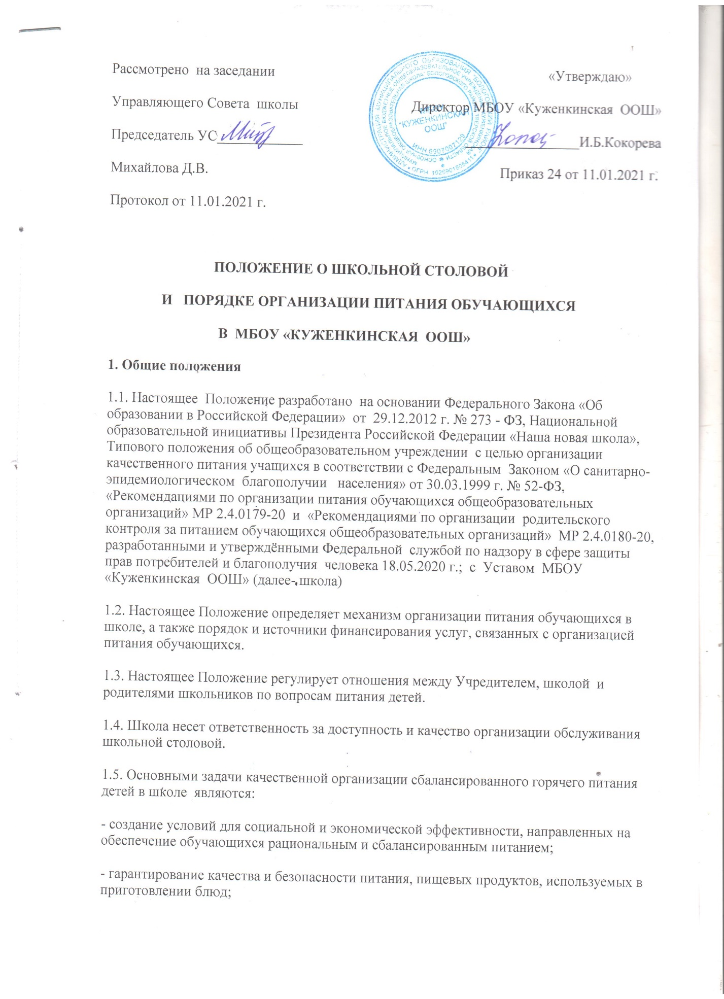 Рассмотрено на заседании
Управляющего Совета школы
Председатель УС____________
Михайлова Д.В.
Протокол от 11.01.2021 г.
«Утверждаю»
Директор МБОУ «Куженкинская ООШ»
________________И.Б.Кокорева
Приказ 24 от 11.01.2021 г.
"КУЖЕНКИНСКАЯ
ООШ"
ИНН 6907007129
ПОЛОЖЕНИЕ О ШКОЛЬНОЙ СТОЛОВОЙ
И ПОРЯДКЕ ОРГАНИЗАЦИИ ПИТАНИЯ ОБУЧАЮЩИХСЯ
В МБОУ «КУЖЕНКИНСКАЯ ООШ»
1. Общие положения
1.1. Настоящее Положение разработано на основании Федерального Закона «Об
образовании в Российской Федерации» от 29.12.2012 г. № 273 - ФЗ, Национальной
образовательной инициативы Президента Российской Федерации «Наша новая школа»,
Типового положения об общеобразовательном учреждении с целью организации
качественного питания учащихся в соответствии с Федеральным Законом «О санитарно-
эпидемиологическом благополучии населения» от 30.03.1999 г. № 52-ФЗ,
«Рекомендациями по организации питания обучающихся общеобразовательных
организаций» МР 2.4.0179-20 и «Рекомендациями по организации родительского
контроля за питанием обучающихся общеобразовательных организаций» МР 2.4.0180-20,
разработанными и утверждёнными Федеральной службой по надзору в сфере защиты
прав потребителей и благополучия человека 18.05.2020 г.; с Уставом МБОУ
«Куженкинская ООШ» (далее- школа)
1.2. Настоящее Положение определяет механизм организации питания обучающихся в
школе, а также порядок и источники финансирования услуг, связанных с организацией
питания обучающихся.
1.3. Настоящее Положение регулирует отношения между Учредителем, школой и
родителями школьников по вопросам питания детей.
1.4. Школа несет ответственность за доступность и качество организации обслуживания
школьной столовой.
1.5. Основными задачи качественной организации сбалансированного горячего питания
детей в школе являются:
- создание условий для социальной и экономической эффективности, направленных на
обеспечение обучающихся рациональным и сбалансированным питанием;
- гарантирование качества и безопасности питания, пищевых продуктов, используемых в
приготовлении блюд;